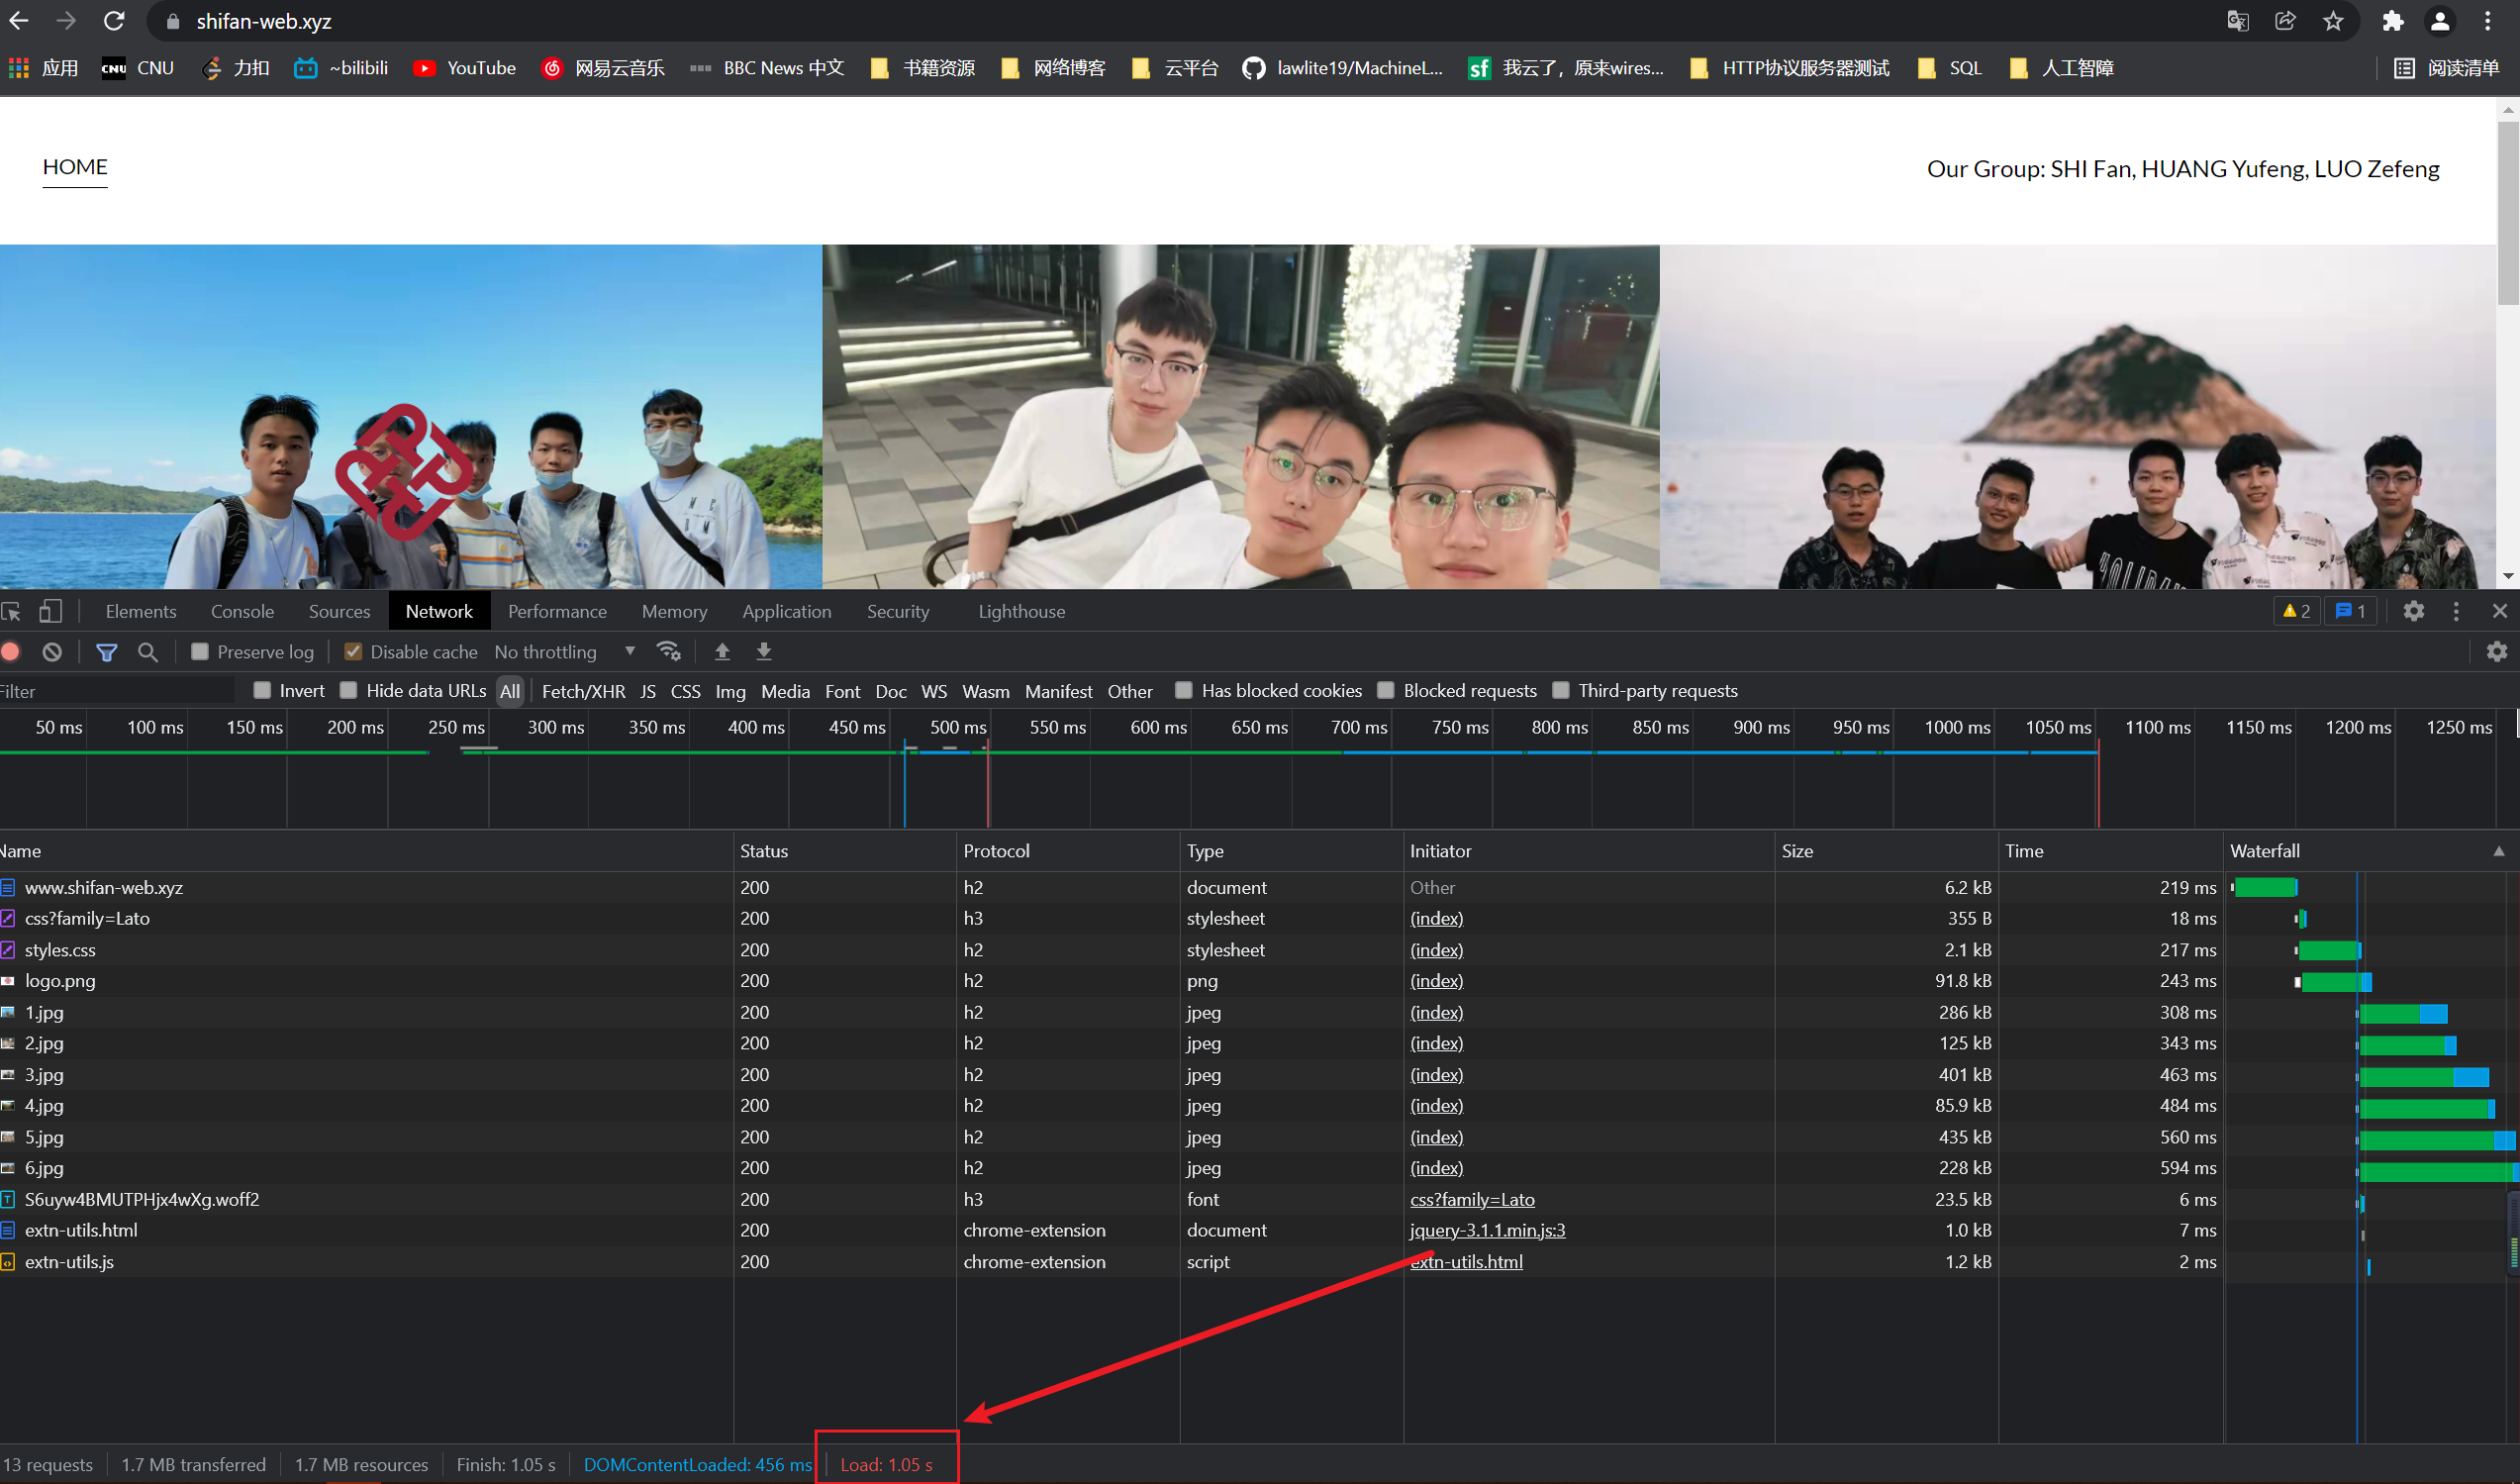 shifan-web.xyz
应用 CNU CNU 力扣 ~bilibili YouTube 网易云音乐 BBC News 中文 书籍资源 网络博客 云平台 lawlite19/MachineL... sf 我云了，原来wires... HTTP协议服务器测试 SQL 人工智障 阅读清单
HOME Our Group: SHI Fan, HUANG Yufeng, LUO Zefeng
Elements Console Sources Network Performance Memory Application Security Lighthouse 2 1
Preserve log Disable cache No throttling
Filter Invert Hide data URLs All Fetch/XHR JS CSS Img Media Font Doc WS Wasm Manifest Other Has blocked cookies Blocked requests Third-party requests
50 ms 100 ms 150 ms 200 ms 250 ms 300 ms 350 ms 400 ms 450 ms 500 ms 550 ms 600 ms 650 ms 700 ms 750 ms 800 ms 850 ms 900 ms 950 ms 1000 ms 1050 ms 1100 ms 1150 ms 1200 ms 1250 ms
Name Status Protocol Type Initiator Size Time Waterfall
www.shifan-web.xyz 200 h2 document Other 6.2 kB 219 ms
css?family=Lato 200 h3 stylesheet (index) 355 B 18 ms
styles.css 200 h2 stylesheet (index) 2.1 kB 217 ms
logo.png 200 h2 png (index) 91.8 kB 243 ms
1.jpg 200 h2 jpeg (index) 286 kB 308 ms
2.jpg 200 h2 jpeg (index) 125 kB 343 ms
3.jpg 200 h2 jpeg (index) 401 kB 463 ms
4.jpg 200 h2 jpeg (index) 85.9 kB 484 ms
5.jpg 200 h2 jpeg (index) 435 kB 560 ms
6.jpg 200 h2 jpeg (index) 228 kB 594 ms
S6uyw4BMUTPHjx4wXg.woff2 200 h3 font css?family=Lato 23.5 kB 6 ms
extn-utils.html 200 chrome-extension document jquery-3.1.1.min.js:3 1.0 kB 7 ms
extn-utils.js 200 chrome-extension script extn-utils.html 1.2 kB 2 ms
13 requests 1.7 MB transferred 1.7 MB resources Finish: 1.05 s DOMContentLoaded: 456 ms Load: 1.05 s